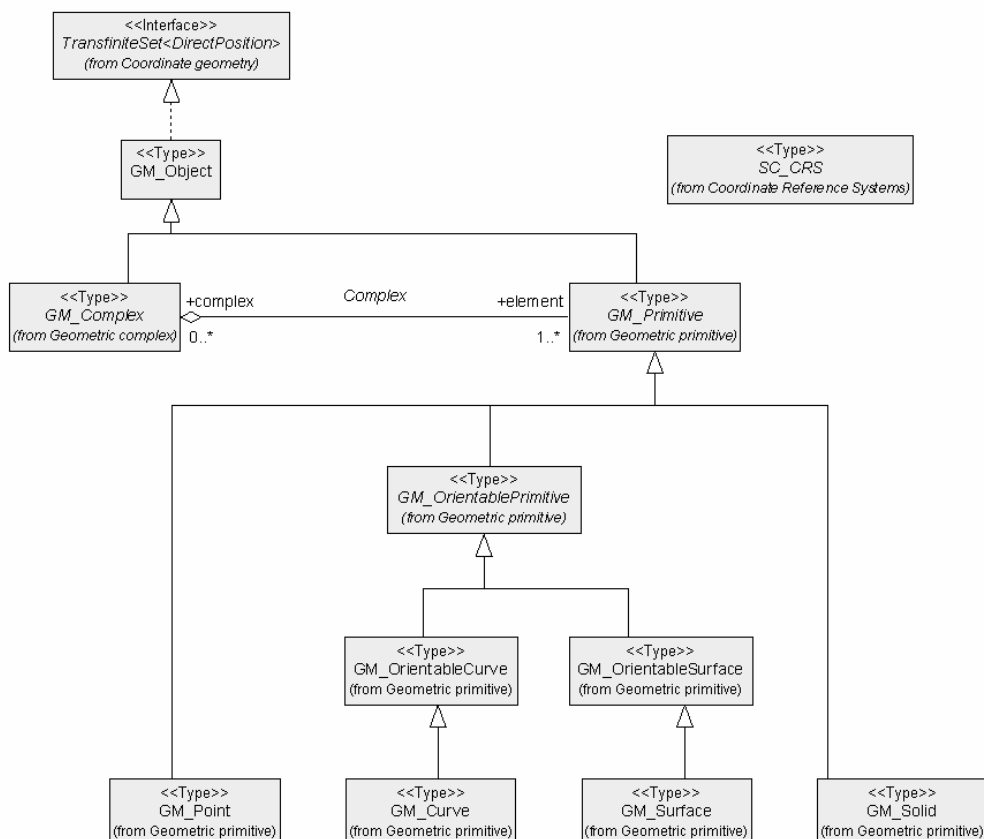 <<Interface>>
TransfiniteSet<DirectPosition>
(from Coordinate geometry)
<<Type>>
GM_Object
<<Type>>
SC_CRS
(from Coordinate Reference Systems)
<<Type>>
GM_Complex
(from Geometric complex)
+complex
0..*
Complex
+element
1..*
<<Type>>
GM_Primitive
(from Geometric primitive)
<<Type>>
GM_OrientablePrimitive
(from Geometric primitive)
<<Type>>
GM_OrientableCurve
(from Geometric primitive)
<<Type>>
GM_OrientableSurface
(from Geometric primitive)
<<Type>>
GM_Point
(from Geometric primitive)
<<Type>>
GM_Curve
(from Geometric primitive)
<<Type>>
GM_Surface
(from Geometric primitive)
<<Type>>
GM_Solid
(from Geometric primitive)